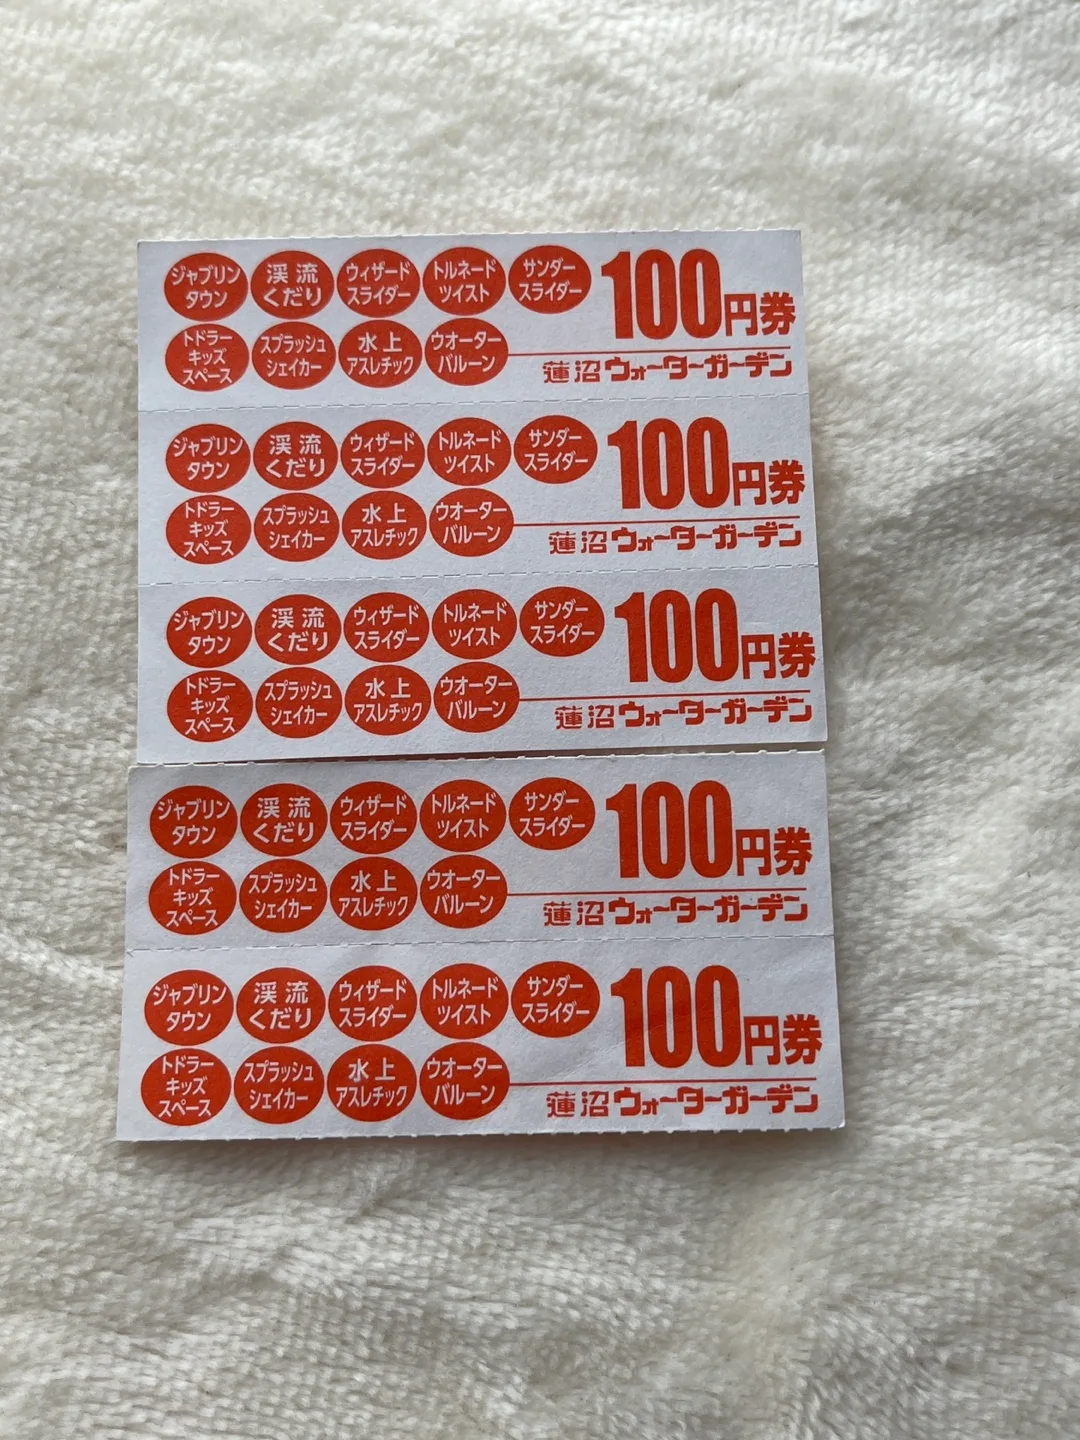 ジャブリン
タウン
渓流
くだり
ウィザード
スライダー
トルネード
ツイスト
サンダー
スライダー
100円券
トドラー
キッズ
スペース
スプラッシュ
シェイカー
水上
アスレチック
ウオーター
バルーン
蓮沼ウォーターガーデン
ジャブリン
タウン
渓流
くだり
ウィザード
スライダー
トルネード
ツイスト
サンダー
スライダー
100円券
トドラー
キッズ
スペース
スプラッシュ
シェイカー
水上
アスレチック
ウオーター
バルーン
蓮沼ウォーターガーデン
ジャブリン
タウン
渓流
くだり
ウィザード
スライダー
トルネード
ツイスト
サンダー
スライダー
100円券
トドラー
キッズ
スペース
スプラッシュ
シェイカー
水上
アスレチック
ウオーター
バルーン
蓮沼ウォーターガーデン
ジャブリン
タウン
渓流
くだり
ウィザード
スライダー
トルネード
ツイスト
サンダー
スライダー
100円券
トドラー
キッズ
スペース
スプラッシュ
シェイカー
水上
アスレチック
ウオーター
バルーン
蓮沼ウォーターガーデン
ジャブリン
タウン
渓流
くだり
ウィザード
スライダー
トルネード
ツイスト
サンダー
スライダー
100円券
トドラー
キッズ
スペース
スプラッシュ
シェイカー
水上
アスレチック
ウオーター
バルーン
蓮沼ウォーターガーデン